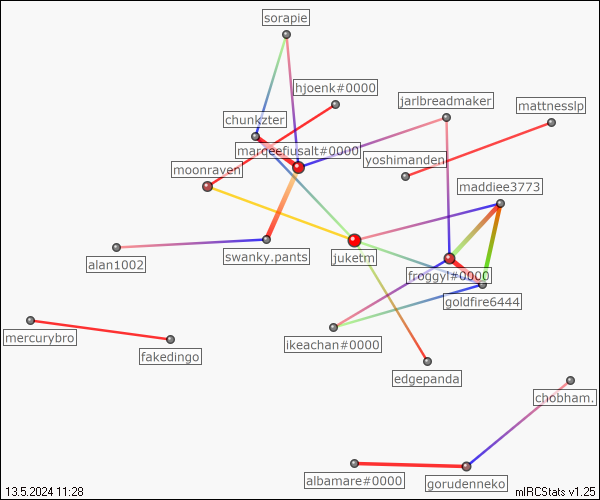 sorapie
hjoenk#0000
jarlbreadmaker
mattnesslp
chunkzter
marqeefiusalt#0000
yoshimanden
moonraven
maddiee3773
swanky.pants
juketm
alan1002
froggyl#0000
goldfire6444
mercurybro
fakedingo
ikeachan#0000
edgepanda
chobham.
albamare#0000
gorudenneko
13.5.2024 11:28
mIRCStats v1.25